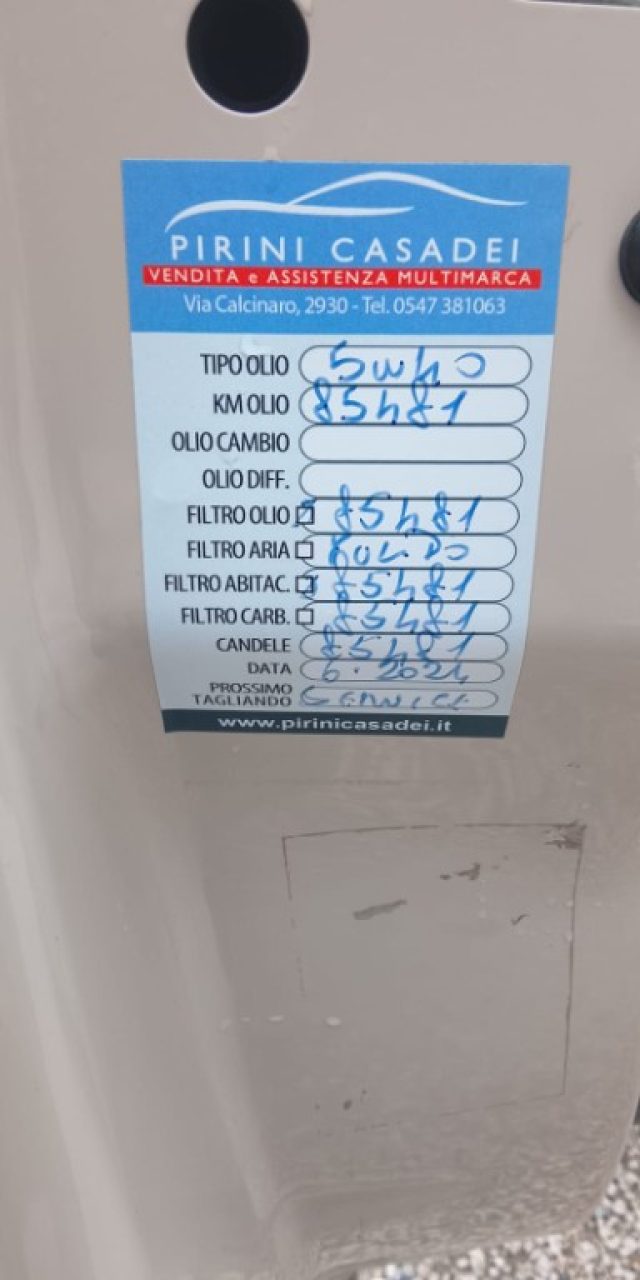 PIRINI CASADEI
VENDITA e ASSISTENZA MULTIMARCA
Via Calcinaro, 2930 - Tel. 0547 381063
TIPO OLIO 5W40
KM OLIO 85481
OLIO CAMBIO
OLIO DIFF.
FILTRO OLIO 85481
FILTRO ARIA
FILTRO ABITAC. 85481
FILTRO CARB. 85481
CANDELE 85481
DATA 6.2024
PROSSIMO
TAGLIANDO SERVICE
www.pirinicasadei.it